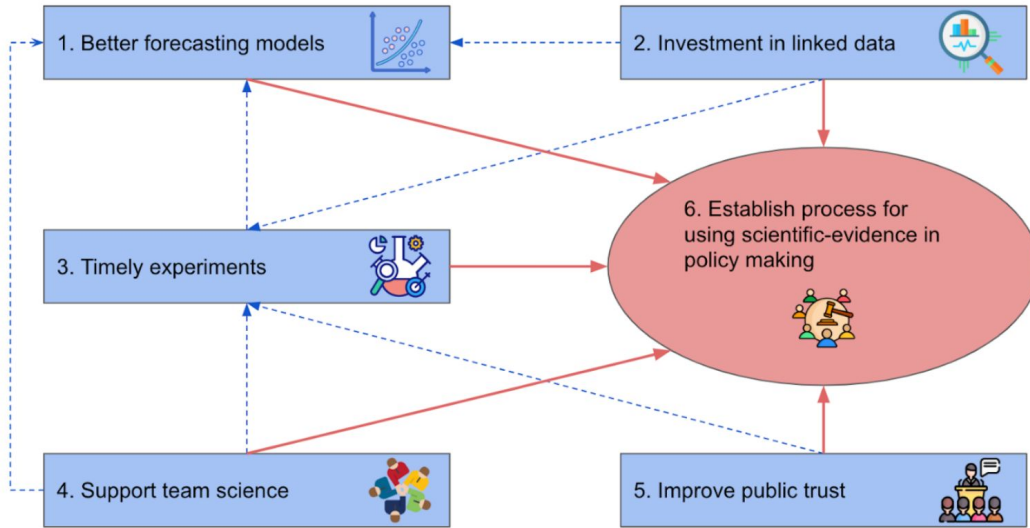 1. Better forecasting models
2. Investment in linked data
3. Timely experiments
6. Establish process for
using scientific-evidence in
policy making
4. Support team science
5. Improve public trust